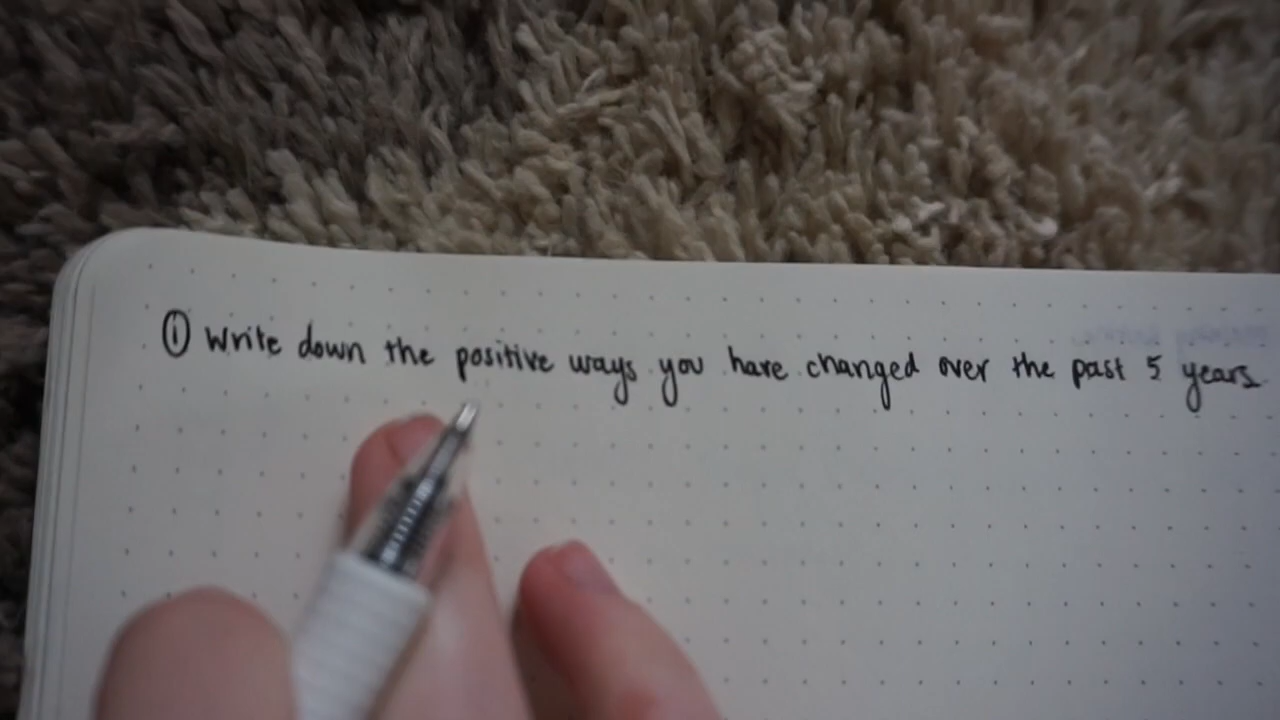 ① Write down the positive ways you have changed over the past 5 years